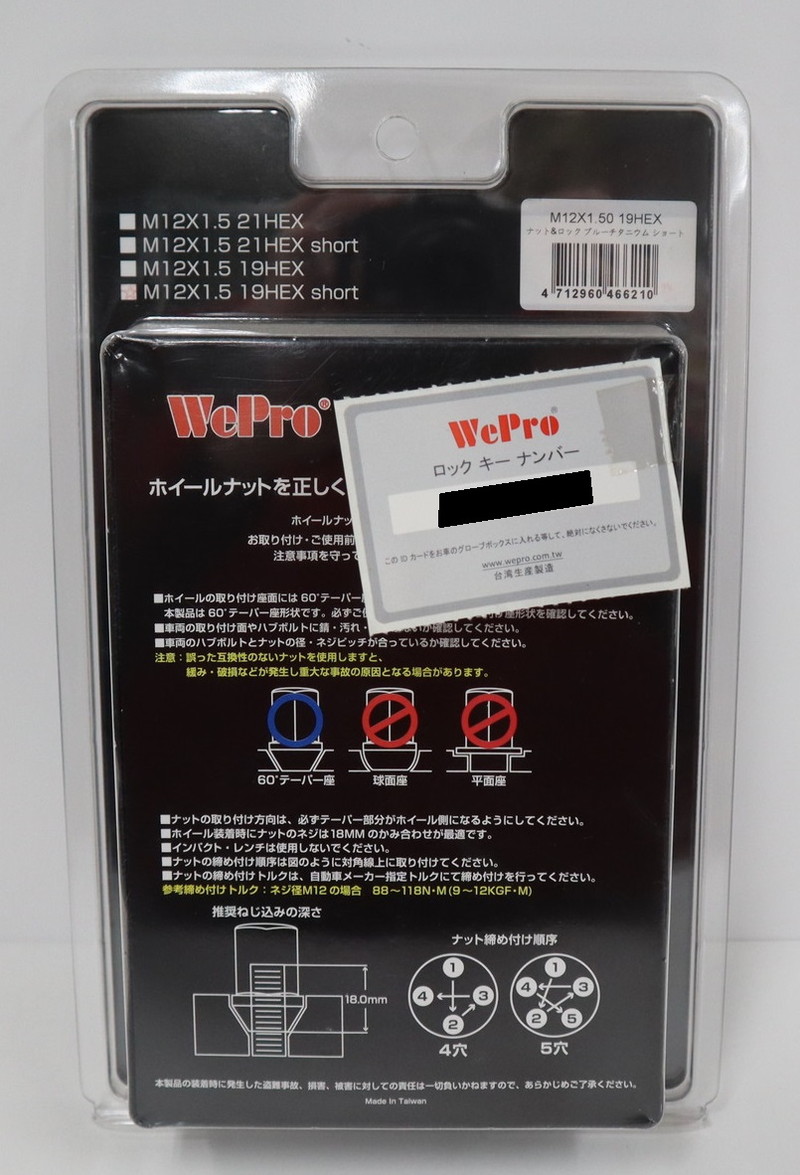 M12X1.5 21HEX
M12X1.5 21HEX short
M12X1.5 19HEX
M12X1.5 19HEX short
M12X1.50 19HEX
ナット&ロック ブルーチタニウム ショート
4 712960 466210
WePro®
WePro®
ロック キー ナンバー
この ID カードをお車のグローブボックスに入れる等して、絶対になくさないでください。
www.wepro.com.tw
台湾生産製造
ホイールナットを正しく
ホイールナッ
お取り付け・ご使用前
注意事項を守って
■ホイールの取り付け座面には 60°テーパー
本製品は 60°テーパー座形状です。必ずご 座形状を確認してください。
■車両の取り付け面やハブボルトに錆・汚れ・ いか確認してください。
■車両のハブボルトとナットの径・ネジピッチが合っているか確認してください。
注意：誤った互換性のないナットを使用しますと、
緩み・破損などが発生し重大な事故の原因となる場合があります。
60°テーパー座 球面座 平面座
■ナットの取り付け方向は、必ずテーパー部分がホイール側になるようにしてください。
■ホイール装着時にナットのネジは18MMのかみ合わせが最適です。
■インパクト・レンチは使用しないでください。
■ナットの締め付け順序は図のように対角線上に取り付けてください。
■ナットの締め付けトルクは、自動車メーカー指定トルクにて締め付けを行ってください。
参考締め付けトルク：ネジ径M12の場合 88～118N・M(9～12KGF・M)
推奨ねじ込みの深さ
18.0mm
ナット締め付け順序
1 4 3 2
1 4 3 2 5
4穴 5穴
本製品の装着時に発生した盗難事故、損害、被害に対しての責任は一切負いかねますので、あらかじめご了承ください。
Made In Taiwan